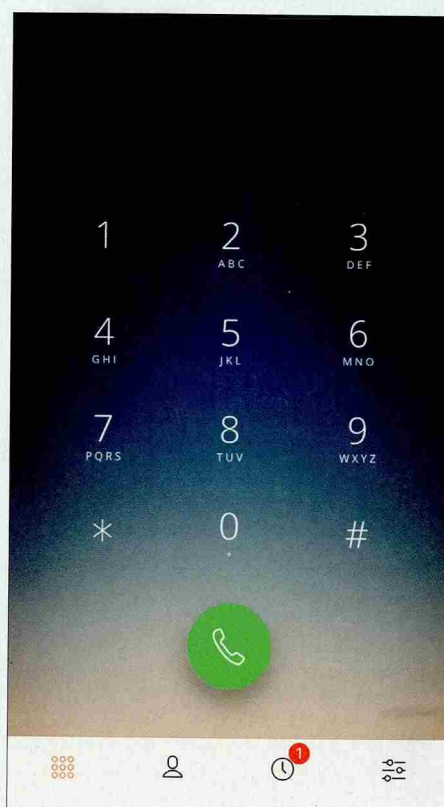 1 2 3
ABC DEF
4 5 6
GHI JKL MNO
7 8 9
PQRS TUV WXYZ
* 0 #
+
1